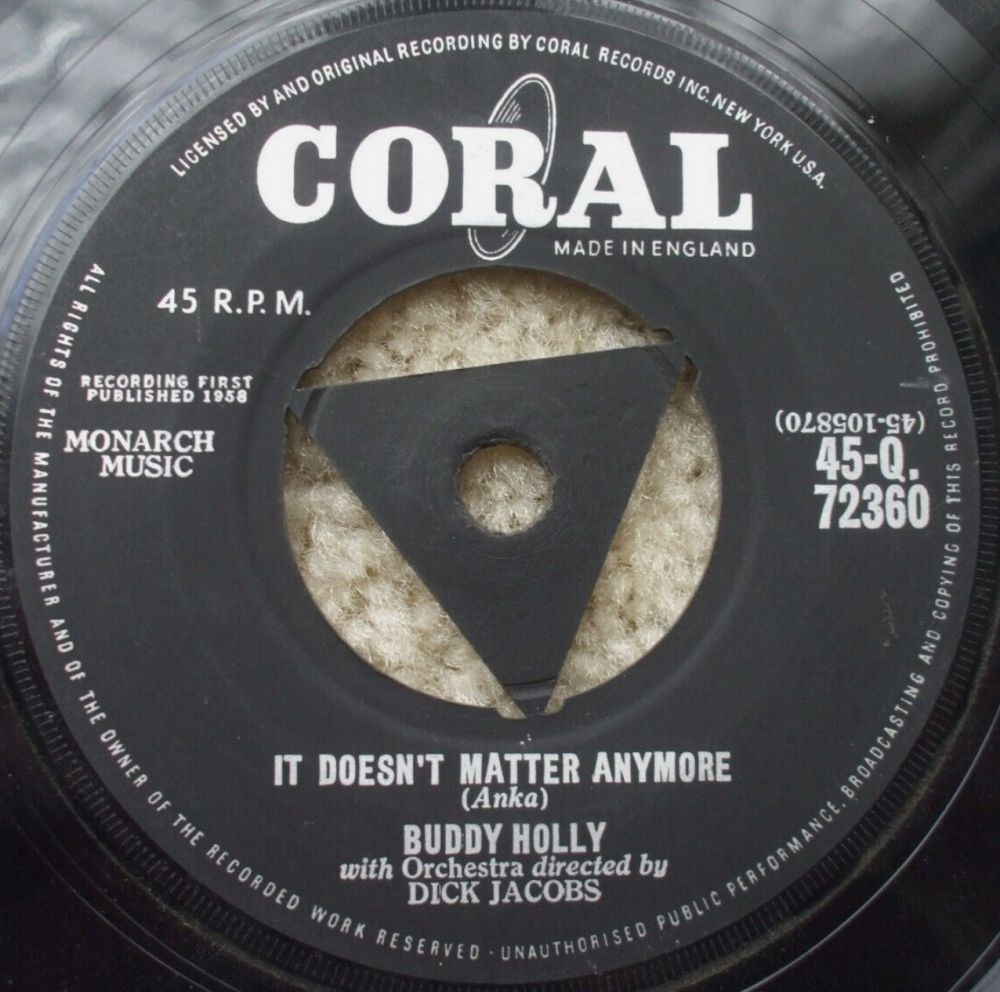 LICENSED BY AND ORIGINAL RECORDING BY CORAL RECORDS INC. NEW YORK U.S.A.
CORAL
MADE IN ENGLAND
45 R.P.M.
RECORDING FIRST
PUBLISHED 1958
MONARCH
MUSIC
(45-105870)
45-Q.
72360
IT DOESN'T MATTER ANYMORE
(Anka)
BUDDY HOLLY
with Orchestra directed by
DICK JACOBS
ALL RIGHTS OF THE MANUFACTURER AND OF THE OWNER OF THE RECORDED WORK RESERVED · UNAUTHORISED PUBLIC PERFORMANCE, BROADCASTING AND COPYING OF THIS RECORD PROHIBITED